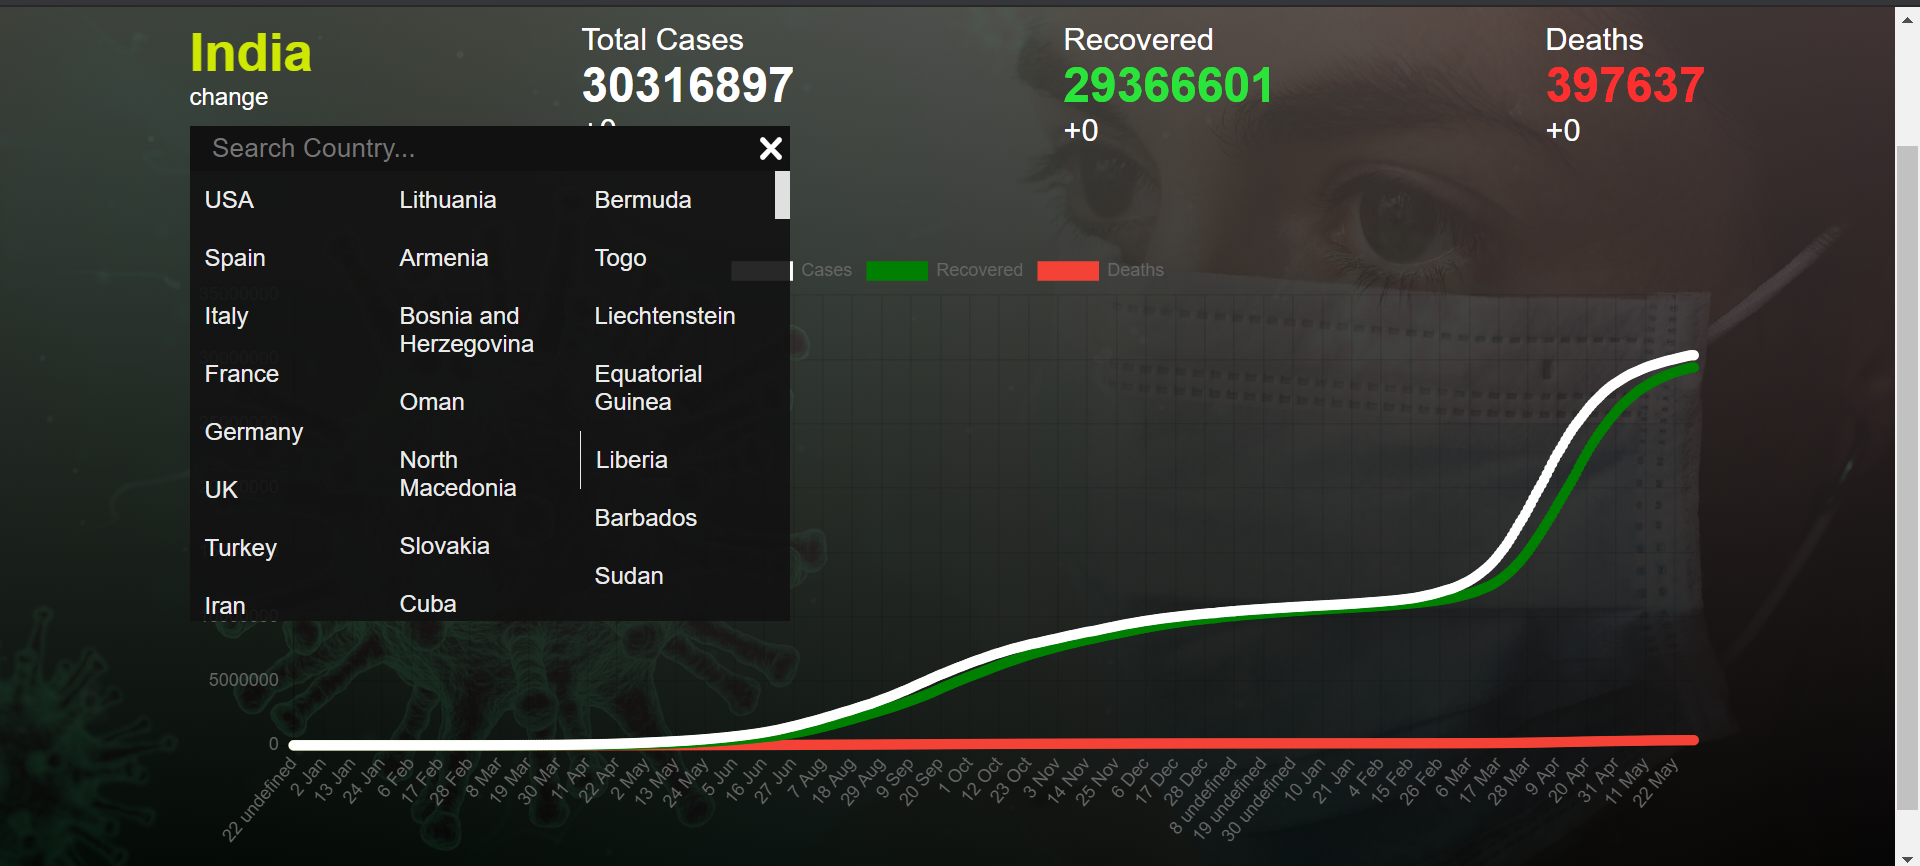 India
change
Total Cases
30316897
Recovered
29366601
+0
Deaths
397637
+0
Search Country...
USA
Spain
Italy
France
Germany
UK
Turkey
Iran
Lithuania
Armenia
Bosnia and
Herzegovina
Oman
North
Macedonia
Slovakia
Cuba
Bermuda
Togo
Liechtenstein
Equatorial
Guinea
Liberia
Barbados
Sudan
Cases
Recovered
Deaths
35000000
5000000
0
22 undefined
2 Jan
13 Jan
24 Jan
6 Feb
17 Feb
28 Feb
8 Mar
19 Mar
30 Mar
11 Apr
22 Apr
2 May
13 May
24 May
5 Jun
16 Jun
27 Jun
7 Aug
18 Aug
29 Aug
9 Sep
20 Sep
1 Oct
12 Oct
23 Oct
3 Nov
14 Nov
25 Nov
6 Dec
17 Dec
28 Dec
8 undefined
19 undefined
30 undefined
10 Jan
21 Jan
4 Feb
15 Feb
26 Feb
6 Mar
17 Mar
28 Mar
9 Apr
20 Apr
31 Apr
11 May
22 May